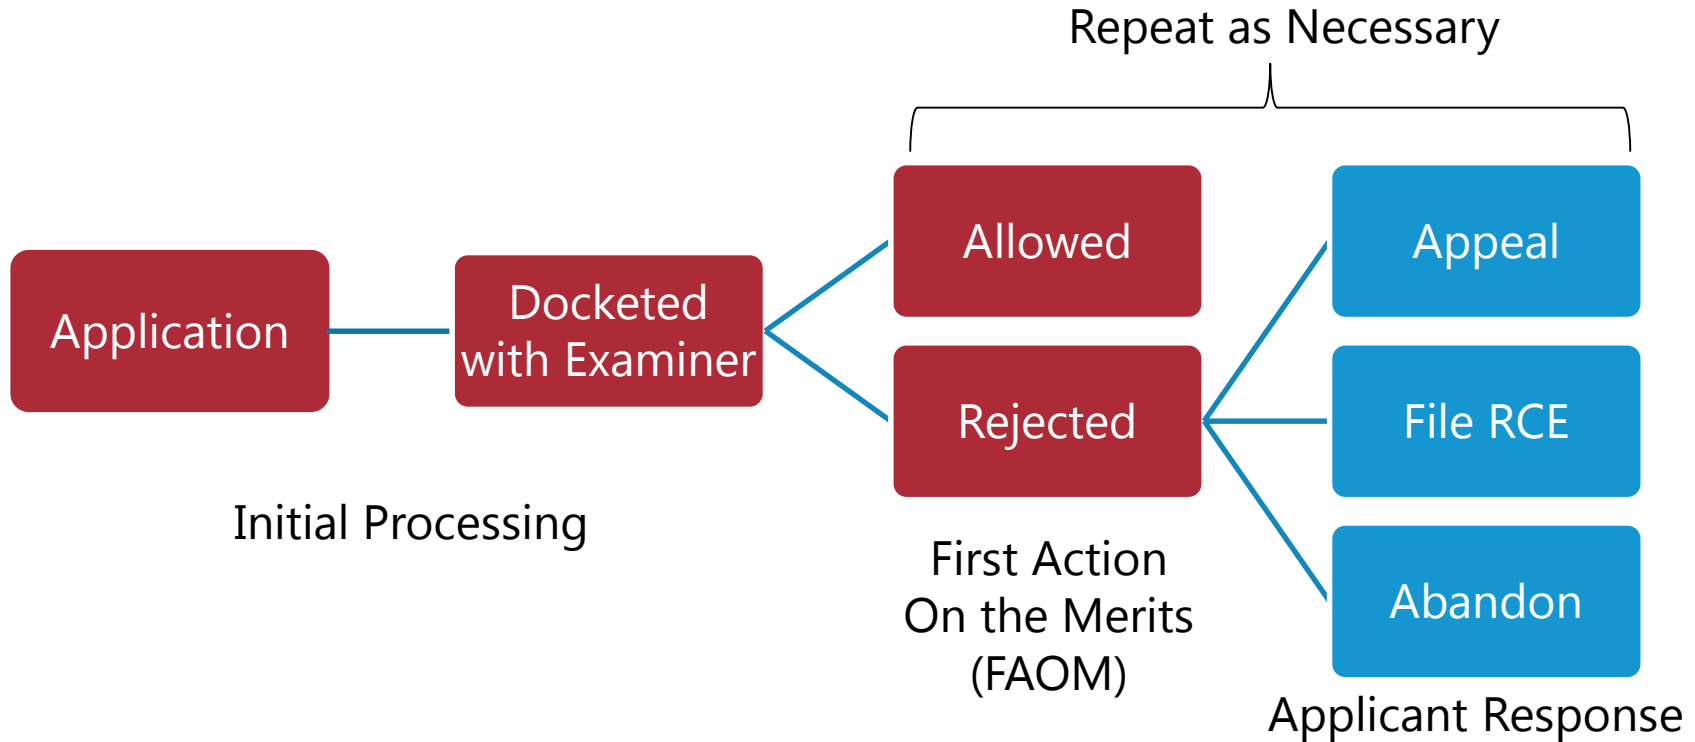 Repeat as Necessary
Application
Docketed
with Examiner
Allowed
Rejected
Appeal
File RCE
Abandon
Initial Processing
First Action
On the Merits
(FAOM)
Applicant Response